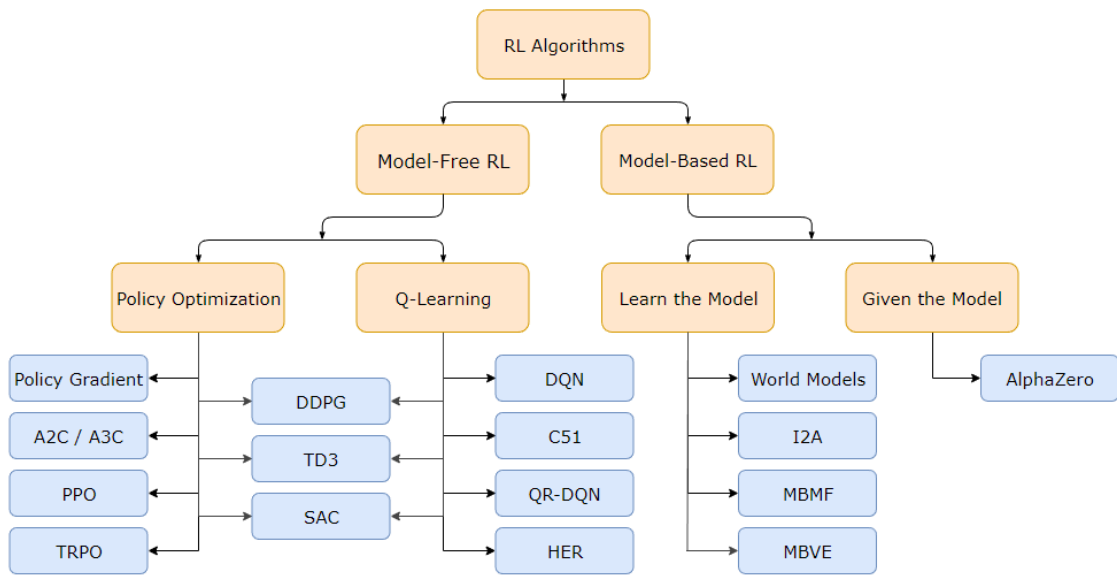 RL Algorithms
Model-Free RL
Model-Based RL
Policy Optimization
Q-Learning
Learn the Model
Given the Model
Policy Gradient
DDPG
DQN
World Models
AlphaZero
A2C / A3C
TD3
C51
I2A
PPO
SAC
QR-DQN
MBMF
TRPO
HER
MBVE